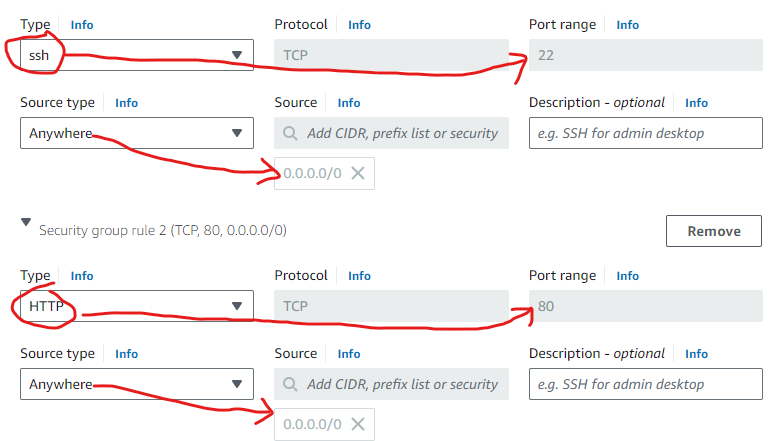 Type Info Protocol Info Port range Info
ssh TCP 22
Source type Info Source Info Description - optional Info
Anywhere Add CIDR, prefix list or security e.g. SSH for admin desktop
0.0.0.0/0
Security group rule 2 (TCP, 80, 0.0.0.0/0) Remove
Type Info Protocol Info Port range Info
HTTP TCP 80
Source type Info Source Info Description - optional Info
Anywhere Add CIDR, prefix list or security e.g. SSH for admin desktop
0.0.0.0/0